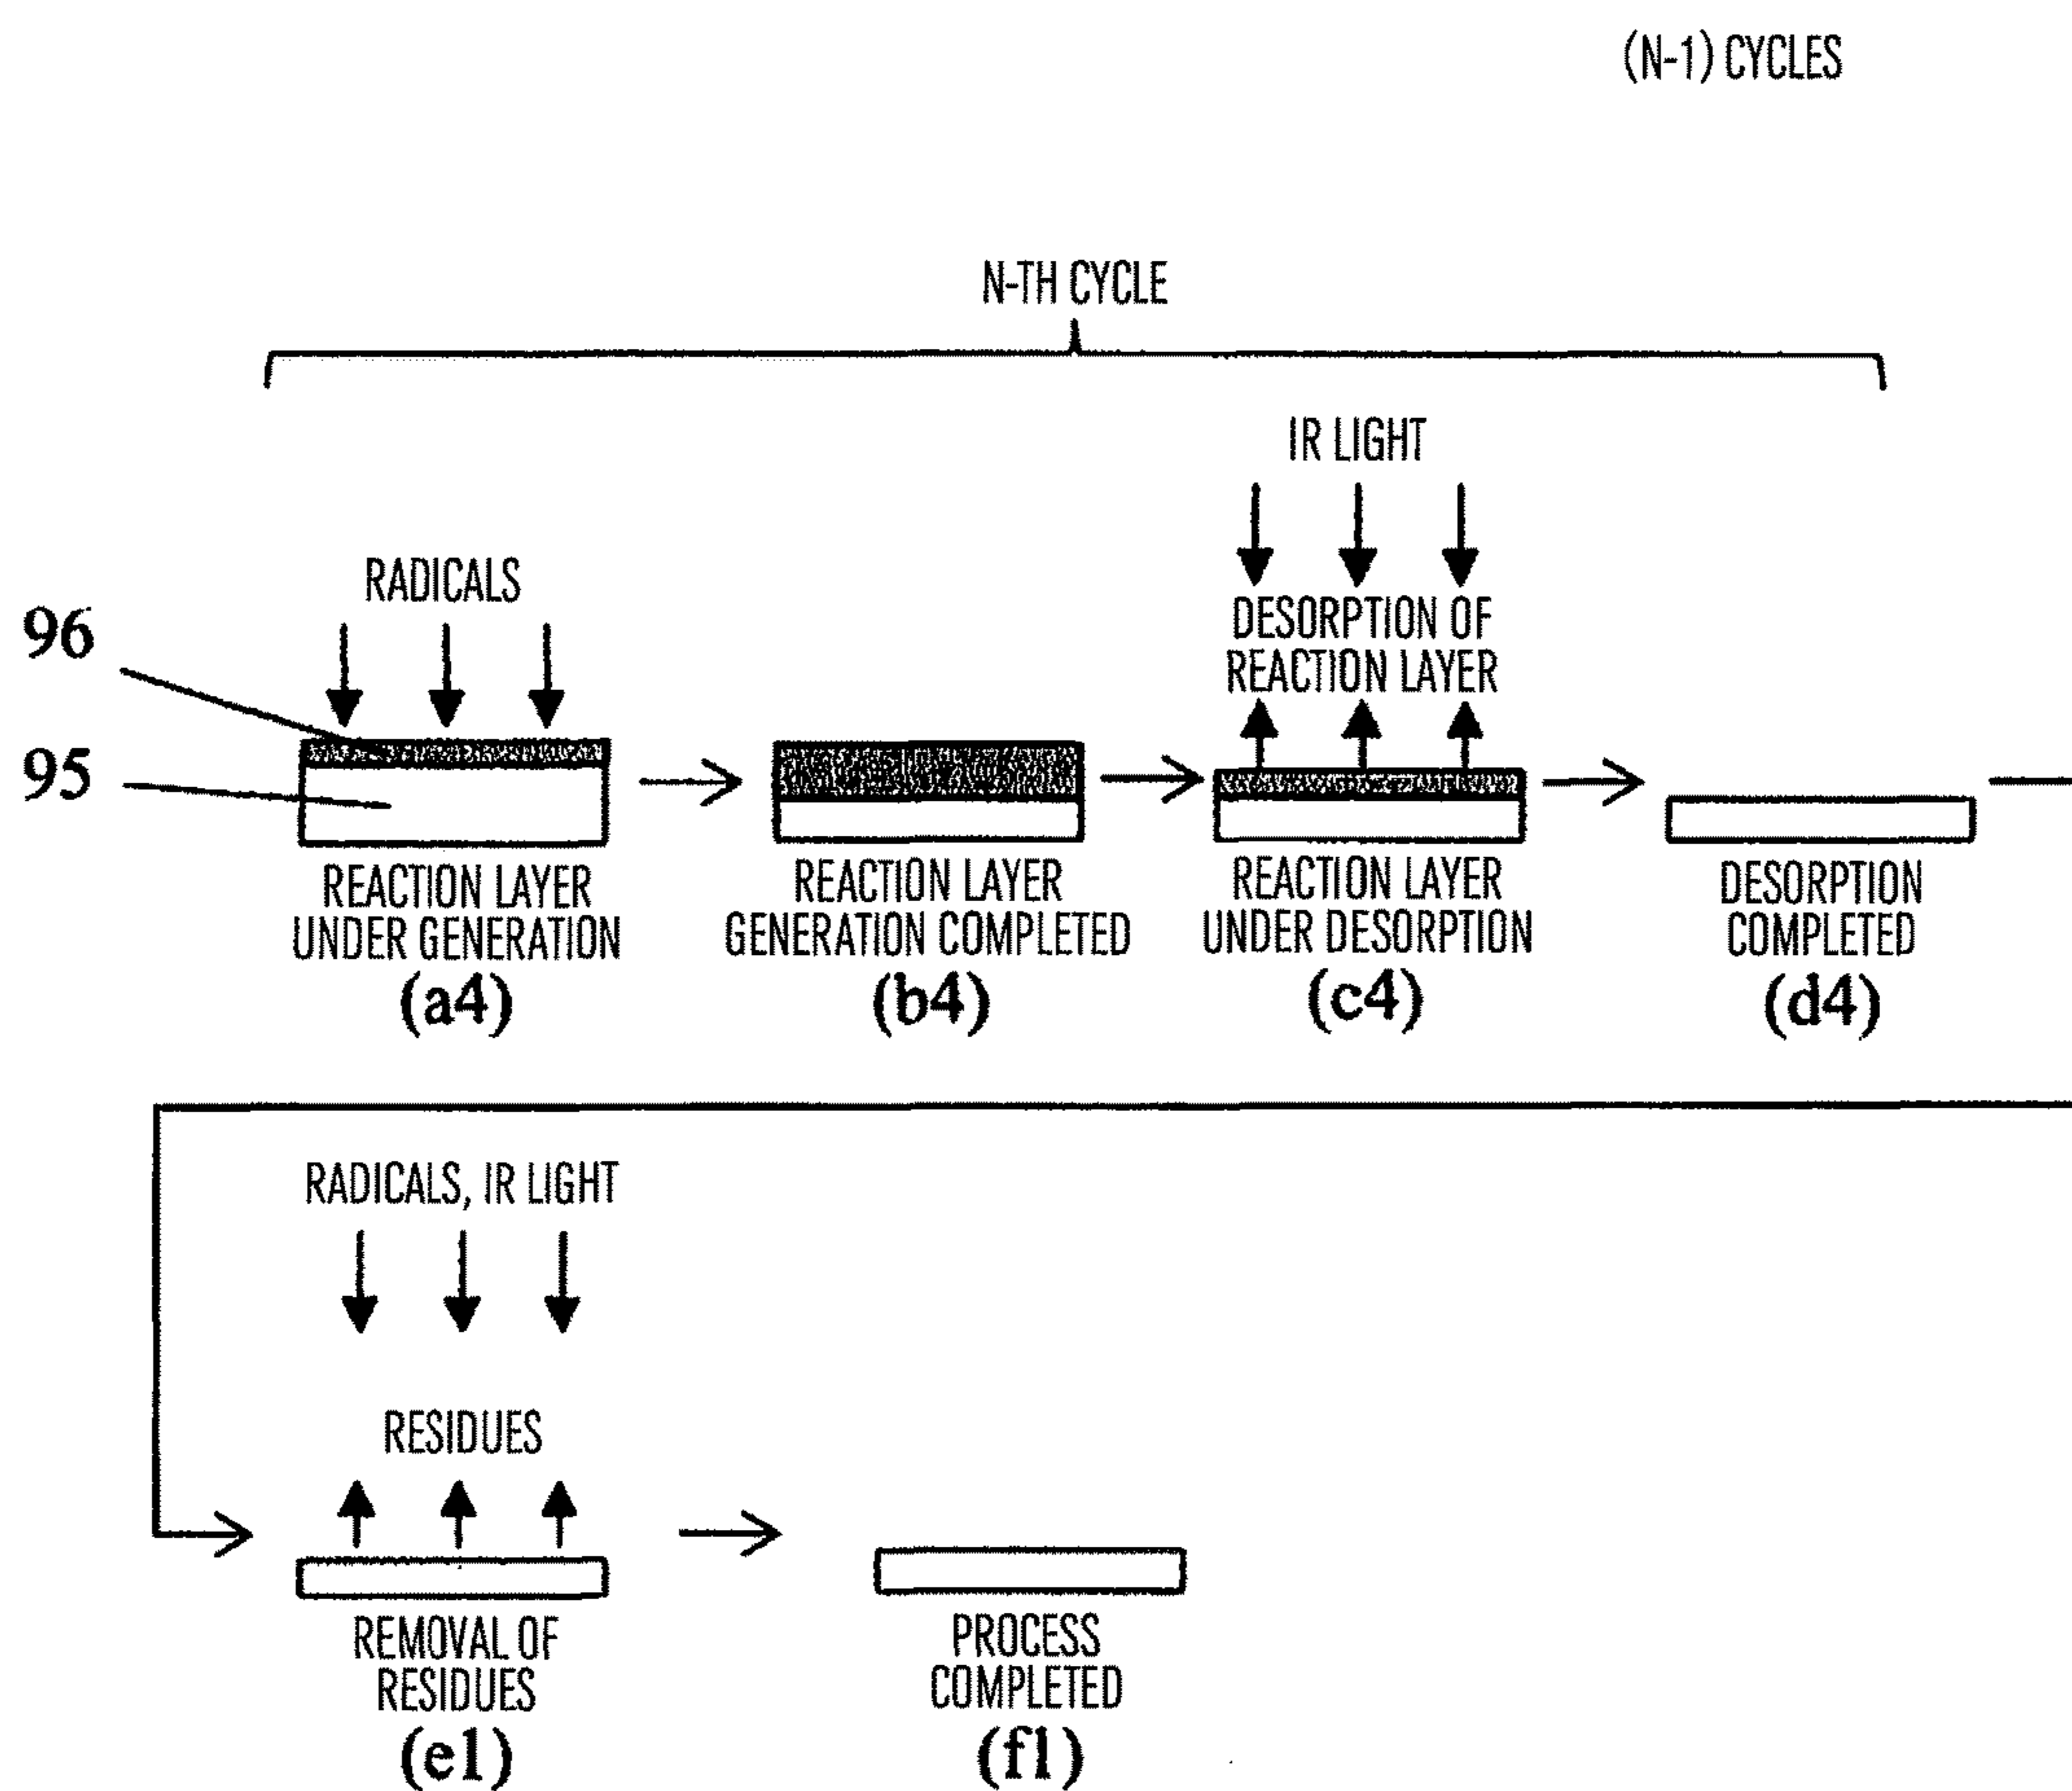 (N-1) CYCLES
N-TH CYCLE
IR LIGHT
RADICALS
DESORPTION OF
REACTION LAYER
96
95
REACTION LAYER
UNDER GENERATION
(a4)
REACTION LAYER
GENERATION COMPLETED
(b4)
REACTION LAYER
UNDER DESORPTION
(c4)
DESORPTION
COMPLETED
(d4)
RADICALS, IR LIGHT
RESIDUES
REMOVAL OF
RESIDUES
(e1)
PROCESS
COMPLETED
(f1)